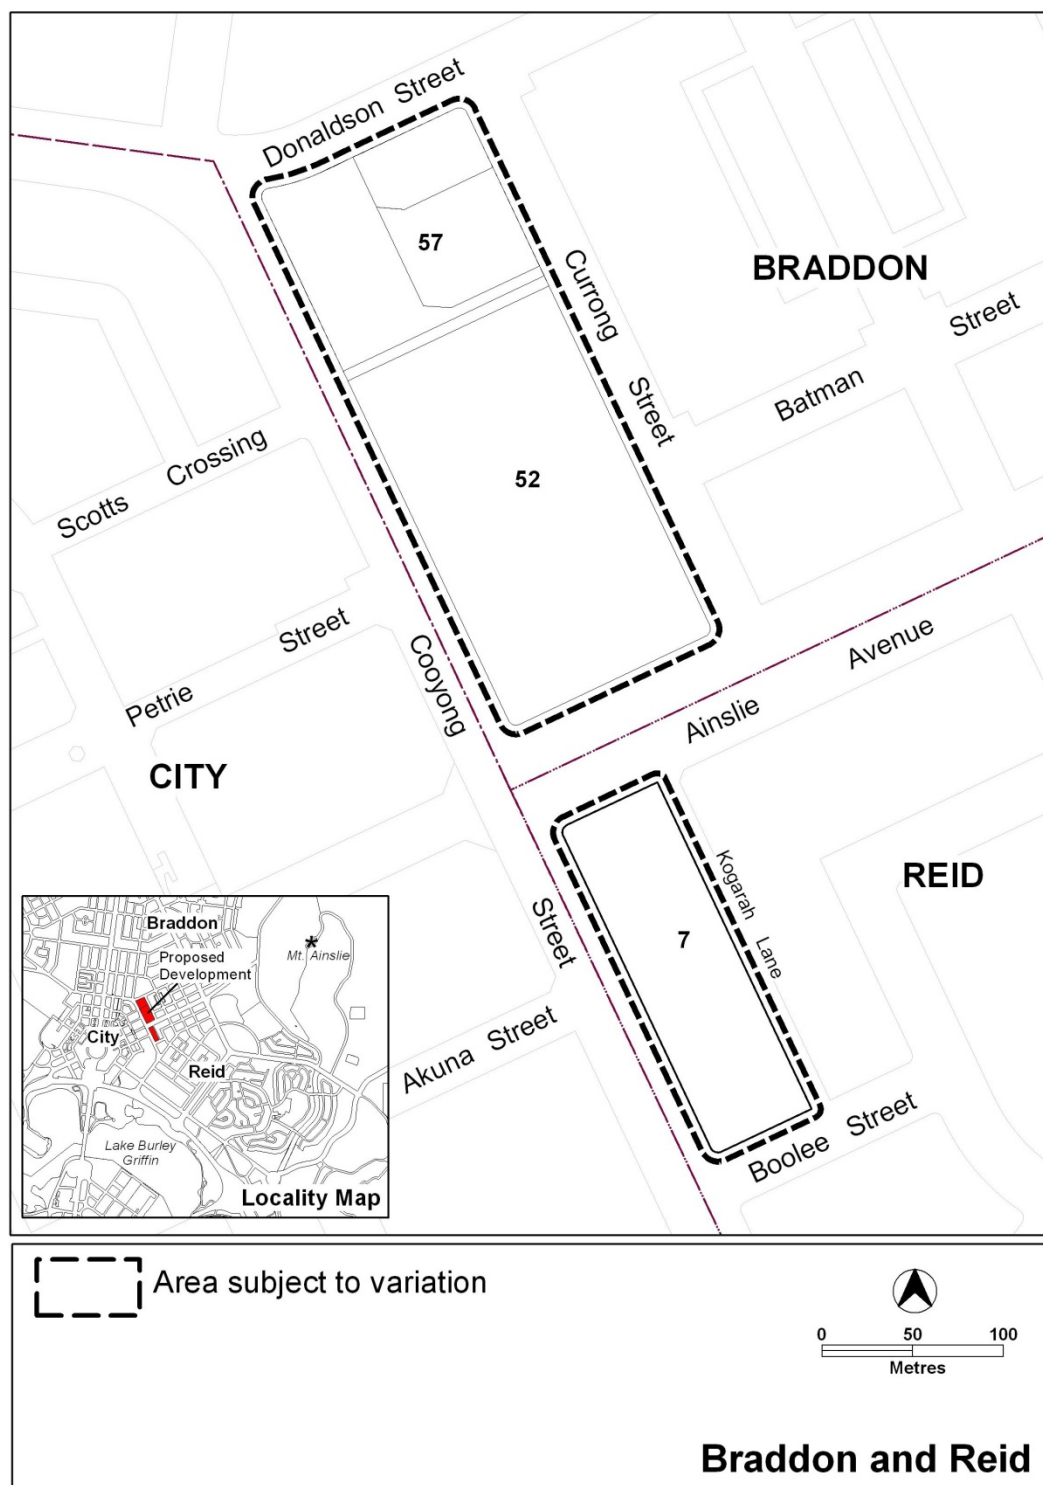 Donaldson Street
57
Currong Street
BRADDON
Batman Street
Scotts Crossing
52
Petrie Street
Cooyong Street
Ainslie Avenue
CITY
REID
Kogarah Lane
7
Akuna Street
Boolee Street
Braddon
*
Mt. Ainslie
Proposed
Development
City
Reid
Lake Burley
Griffin
Locality Map
Area subject to variation
0 50 100
Metres
Braddon and Reid